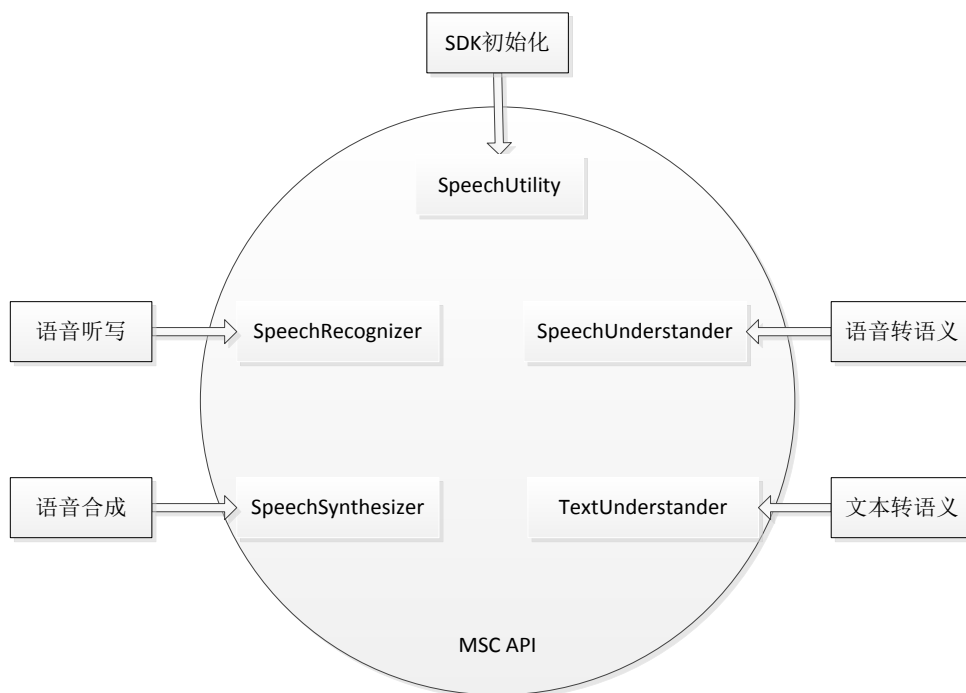 SDK初始化
SpeechUtility
语音听写
SpeechRecognizer
SpeechUnderstander
语音转语义
语音合成
SpeechSynthesizer
TextUnderstander
文本转语义
MSC API